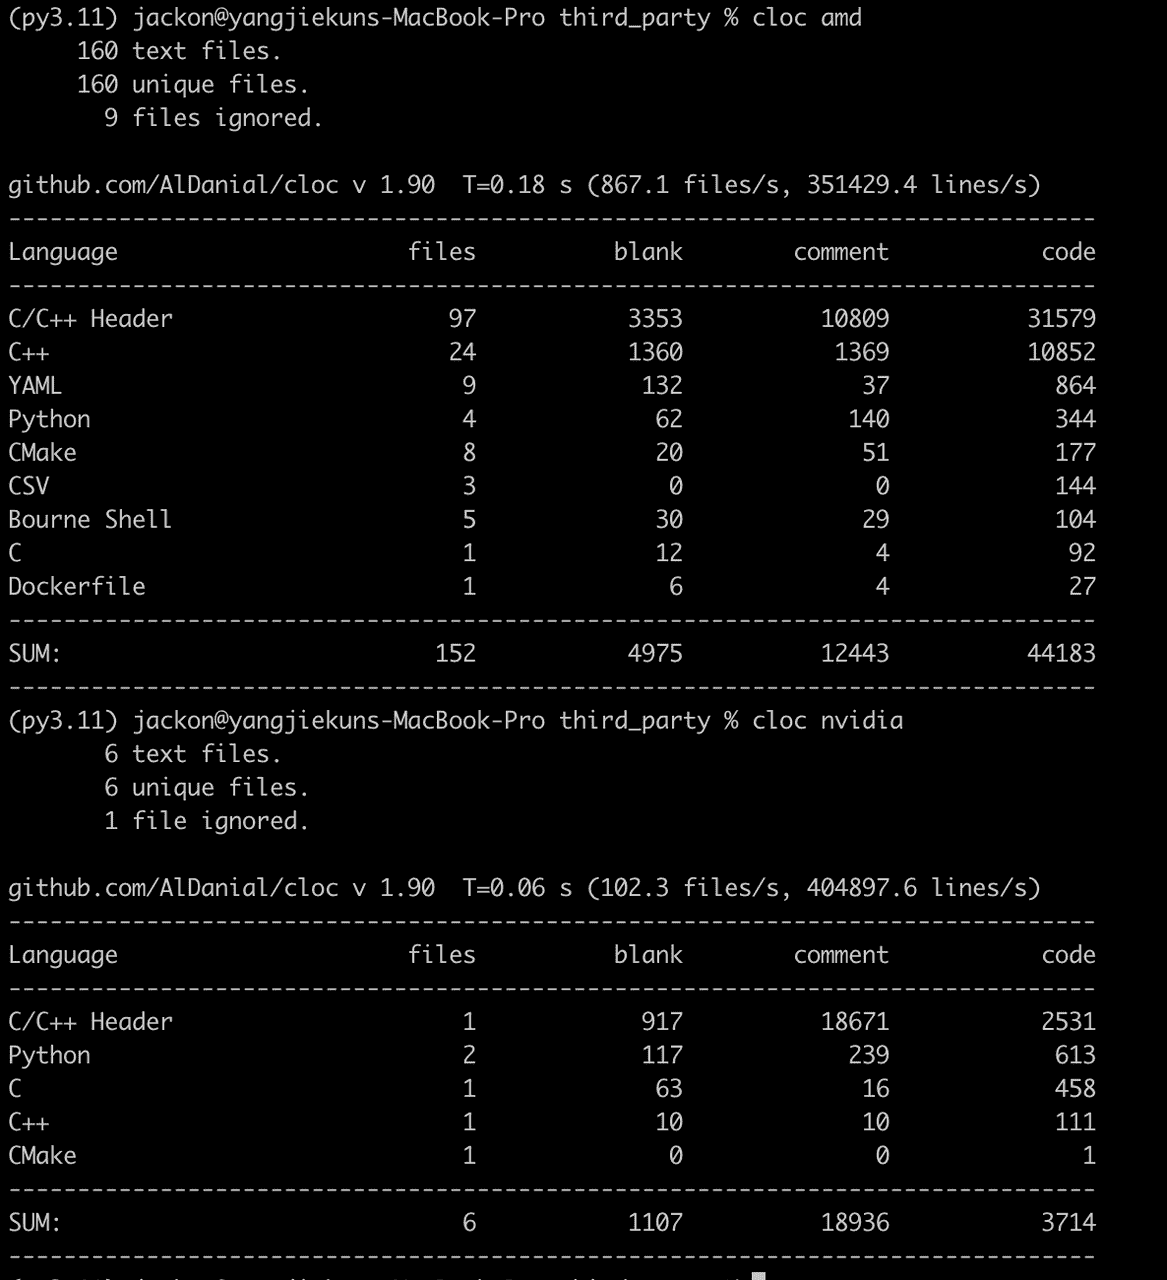 (py3.11) jackon@yangjiekuns-MacBook-Pro third_party % cloc amd
     160 text files.
     160 unique files.
       9 files ignored.

github.com/AlDanial/cloc v 1.90  T=0.18 s (867.1 files/s, 351429.4 lines/s)
-------------------------------------------------------------------------------
Language                     files          blank        comment           code
-------------------------------------------------------------------------------
C/C++ Header                    97           3353          10809          31579
C++                             24           1360           1369          10852
YAML                             9            132             37            864
Python                           4             62            140            344
CMake                            8             20             51            177
CSV                              3              0              0            144
Bourne Shell                     5             30             29            104
C                                1             12              4             92
Dockerfile                       1              6              4             27
-------------------------------------------------------------------------------
SUM:                           152           4975          12443          44183
-------------------------------------------------------------------------------
(py3.11) jackon@yangjiekuns-MacBook-Pro third_party % cloc nvidia
       6 text files.
       6 unique files.
       1 file ignored.

github.com/AlDanial/cloc v 1.90  T=0.06 s (102.3 files/s, 404897.6 lines/s)
-------------------------------------------------------------------------------
Language                     files          blank        comment           code
-------------------------------------------------------------------------------
C/C++ Header                     1            917          18671           2531
Python                           2            117            239            613
C                                1             63             16            458
C++                              1             10             10            111
CMake                            1              0              0              1
-------------------------------------------------------------------------------
SUM:                             6           1107          18936           3714
-------------------------------------------------------------------------------